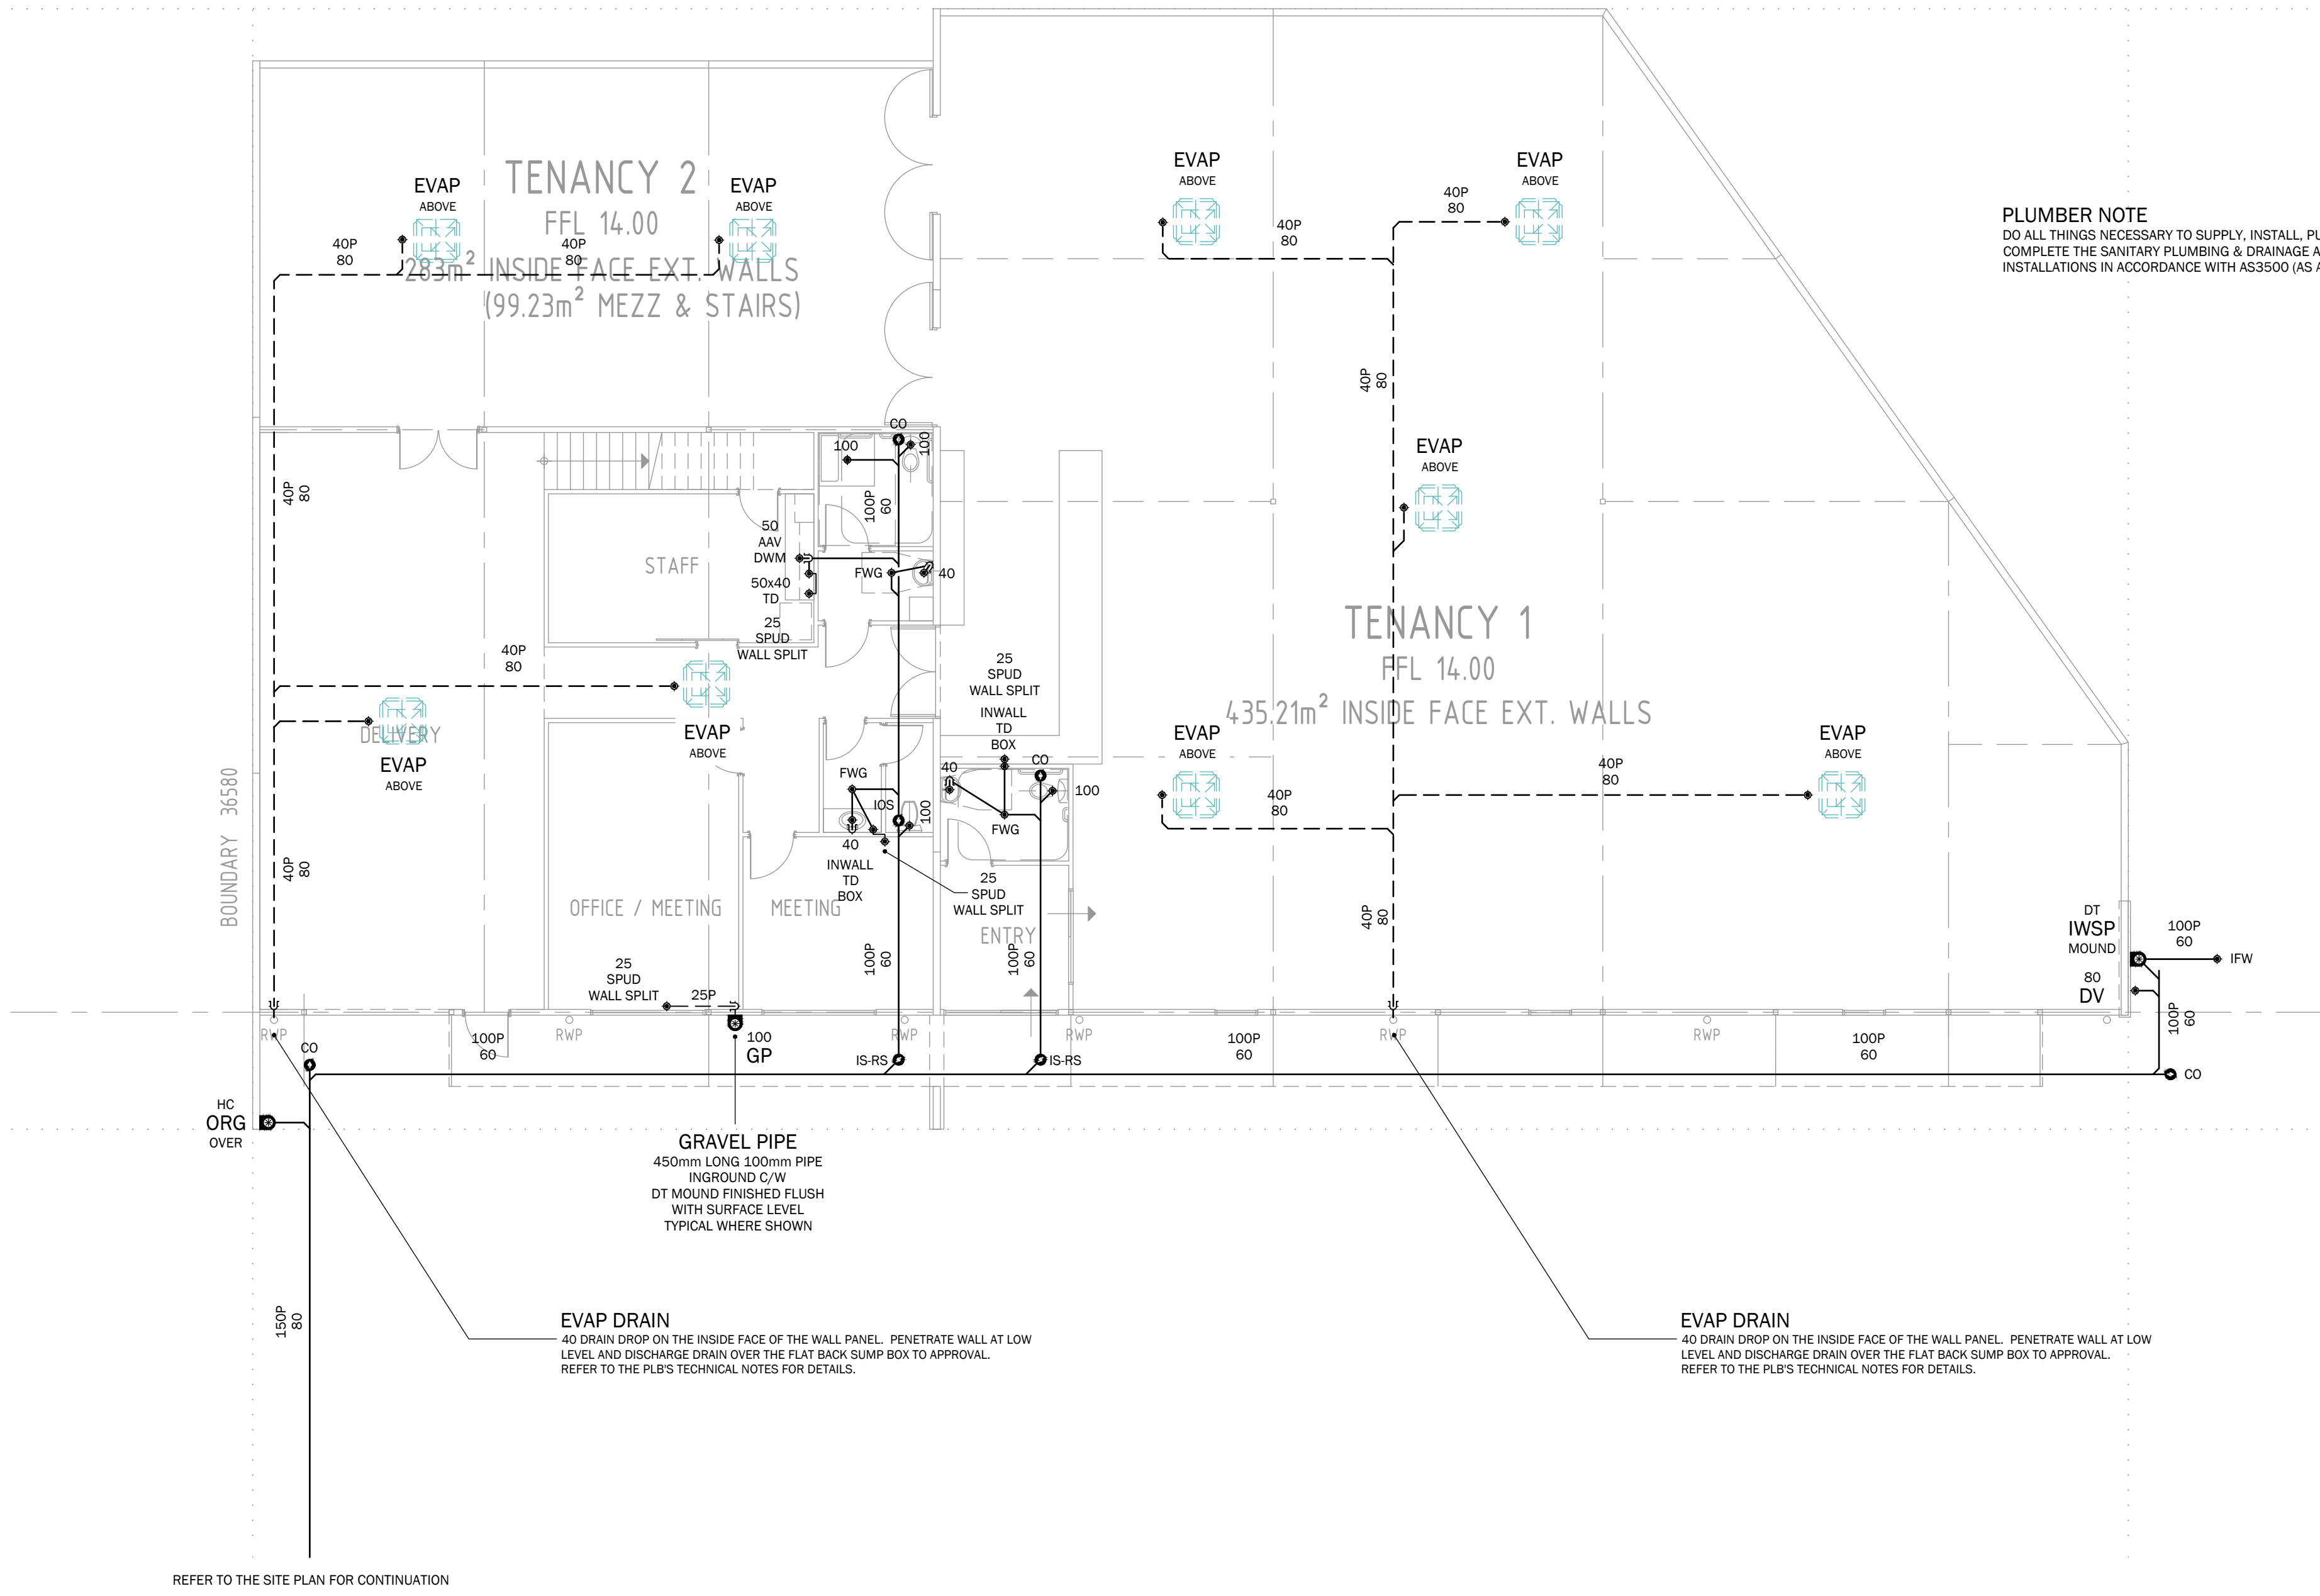 EVAP
ABOVE
EVAP
ABOVE
TENANCY 2
FFL 14.00
283m² INSIDE FACE EXT. WALLS
(99.23m² MEZZ & STAIRS)
40P
80
40P
80
EVAP
ABOVE
EVAP
ABOVE
40P
80
40P
80
PLUMBER NOTE
DO ALL THINGS NECESSARY TO SUPPLY, INSTALL,
COMPLETE THE SANITARY PLUMBING & DRAINAGE
INSTALLATIONS IN ACCORDANCE WITH AS3500 (AS
40P
80
EVAP
ABOVE
40P
80
CO
100
100
100P
60
STAFF
50
AAV
DWM
50x40
TD
FWG
40
25
SPUD
WALL SPLIT
40P
80
TENANCY 1
FFL 14.00
435.21m² INSIDE FACE EXT. WALLS
25
SPUD
WALL SPLIT
INWALL
TD
BOX
CO
40
100
FWG
EVAP
ABOVE
DELIVERY
EVAP
ABOVE
EVAP
ABOVE
EVAP
ABOVE
40P
80
40P
80
BOUNDARY 36580
40P
80
FWG
IOS
100
40
INWALL
TD
BOX
25
SPUD
WALL SPLIT
OFFICE / MEETING
MEETING
ENTRY
100P
60
100P
60
40P
80
25
SPUD
WALL SPLIT
25P
DT
IWSP
MOUND
100P
60
IFW
80
DV
100P
60
RWP
RWP
RWP
RWP
RWP
RWP
CO
100P
60
100
GP
IS-RS
IS-RS
100P
60
100P
60
CO
HC
ORG
OVER
GRAVEL PIPE
450mm LONG 100mm PIPE
INGROUND C/W
DT MOUND FINISHED FLUSH
WITH SURFACE LEVEL
TYPICAL WHERE SHOWN
150P
80
EVAP DRAIN
40 DRAIN DROP ON THE INSIDE FACE OF THE WALL PANEL. PENETRATE WALL AT LOW
LEVEL AND DISCHARGE DRAIN OVER THE FLAT BACK SUMP BOX TO APPROVAL.
REFER TO THE PLB'S TECHNICAL NOTES FOR DETAILS.
EVAP DRAIN
40 DRAIN DROP ON THE INSIDE FACE OF THE WALL PANEL. PENETRATE WALL AT LOW
LEVEL AND DISCHARGE DRAIN OVER THE FLAT BACK SUMP BOX TO APPROVAL.
REFER TO THE PLB'S TECHNICAL NOTES FOR DETAILS.
REFER TO THE SITE PLAN FOR CONTINUATION